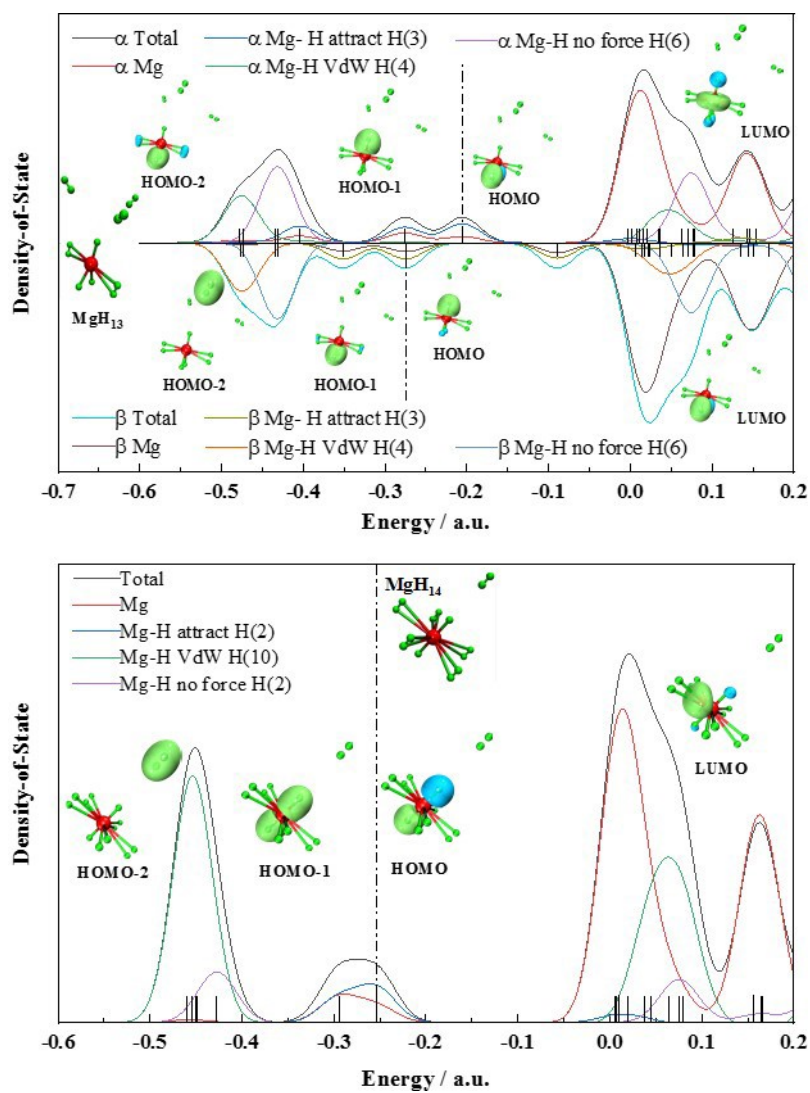 α Total α Mg- H attract H(3) α Mg-H no force H(6)
α Mg α Mg-H VdW H(4)
HOMO-2
HOMO-1
HOMO
LUMO
MgH13
HOMO-2
HOMO-1
HOMO
LUMO
β Total β Mg- H attract H(3)
β Mg β Mg-H VdW H(4) β Mg-H no force H(6)
Density-of-State
-0.7 -0.6 -0.5 -0.4 -0.3 -0.2 -0.1 0.0 0.1 0.2
Energy / a.u.
Total
Mg
Mg-H attract H(2)
Mg-H VdW H(10)
Mg-H no force H(2)
MgH14
HOMO-2
HOMO-1
HOMO
LUMO
Density-of-State
-0.6 -0.5 -0.4 -0.3 -0.2 -0.1 0.0 0.1 0.2
Energy / a.u.